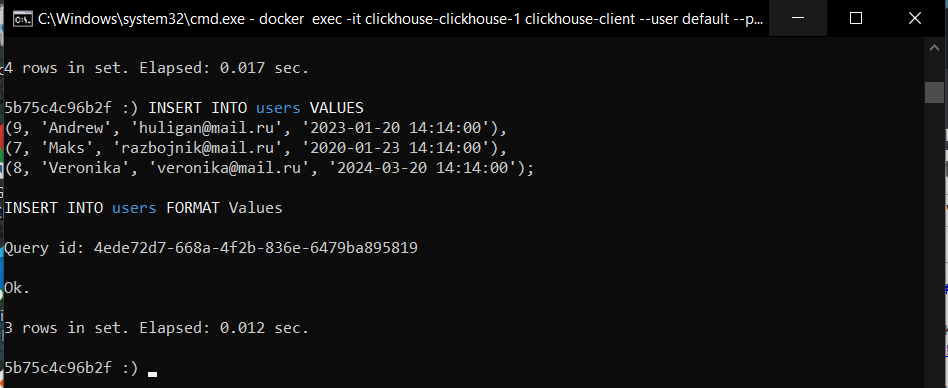 C:\Windows\system32\cmd.exe - docker  exec -it clickhouse-clickhouse-1 clickhouse-client --user default --p...
4 rows in set. Elapsed: 0.017 sec.
5b75c4c96b2f :) INSERT INTO users VALUES
(9, 'Andrew', 'huligan@mail.ru', '2023-01-20 14:14:00'),
(7, 'Maks', 'razbojnik@mail.ru', '2020-01-23 14:14:00'),
(8, 'Veronika', 'veronika@mail.ru', '2024-03-20 14:14:00');
INSERT INTO users FORMAT Values
Query id: 4ede72d7-668a-4f2b-836e-6479ba895819
Ok.
3 rows in set. Elapsed: 0.012 sec.
5b75c4c96b2f :)